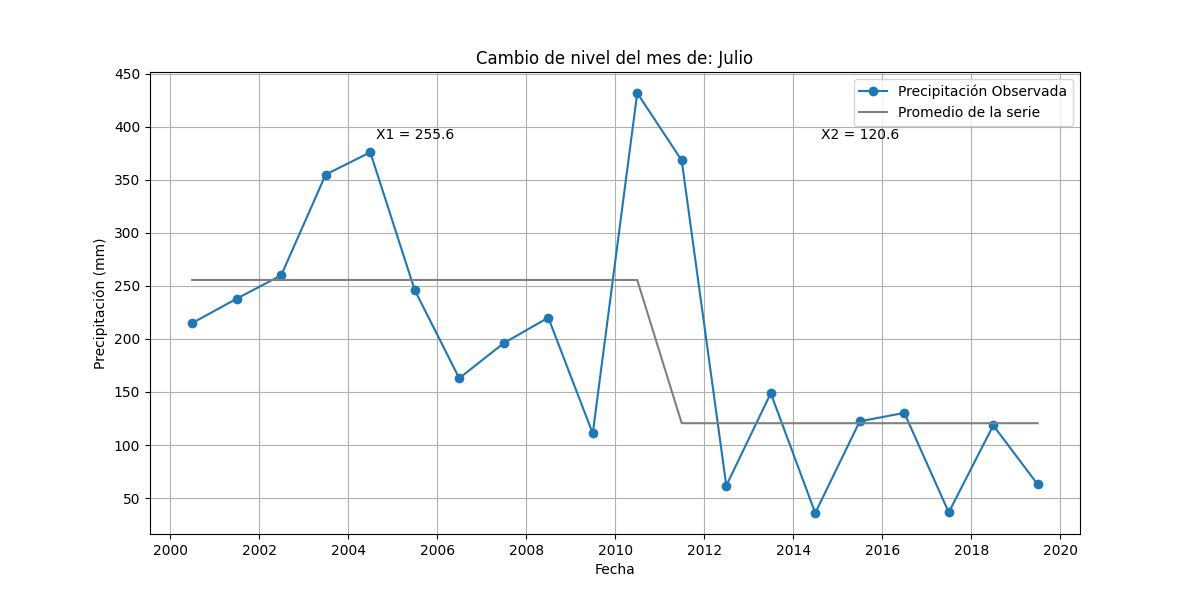 Cambio de nivel del mes de: Julio
Precipitación Observada
Promedio de la serie
X1 = 255.6
X2 = 120.6
Precipitación (mm)
450
400
350
300
250
200
150
100
50
2000 2002 2004 2006 2008 2010 2012 2014 2016 2018 2020
Fecha